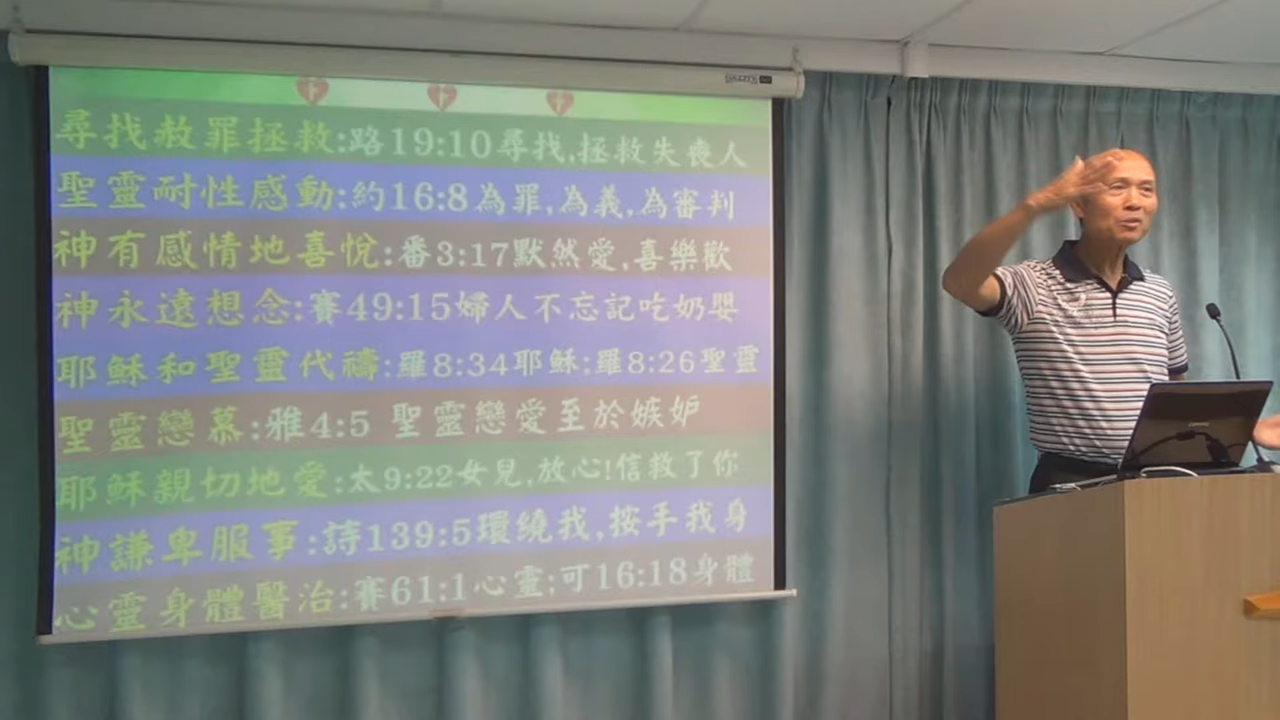 尋找赦罪拯救:路19:10尋找,拯救失喪人
聖靈耐性感動:約16:8為罪,為義,為審判
神有感情地喜悅:番3:17默然愛,喜樂歡
神永遠想念:賽49:15婦人不忘記吃奶嬰
耶穌和聖靈代禱:羅8:34耶穌:羅8:26聖靈
聖靈戀慕:雅4:5 聖靈戀愛至於嫉妒
耶穌親切地愛:太9:22女兒,放心!信救了你
神謙卑服事:詩139:5環繞我,按手我身
心靈身體醫治:賽61:1心靈;可16:18身體